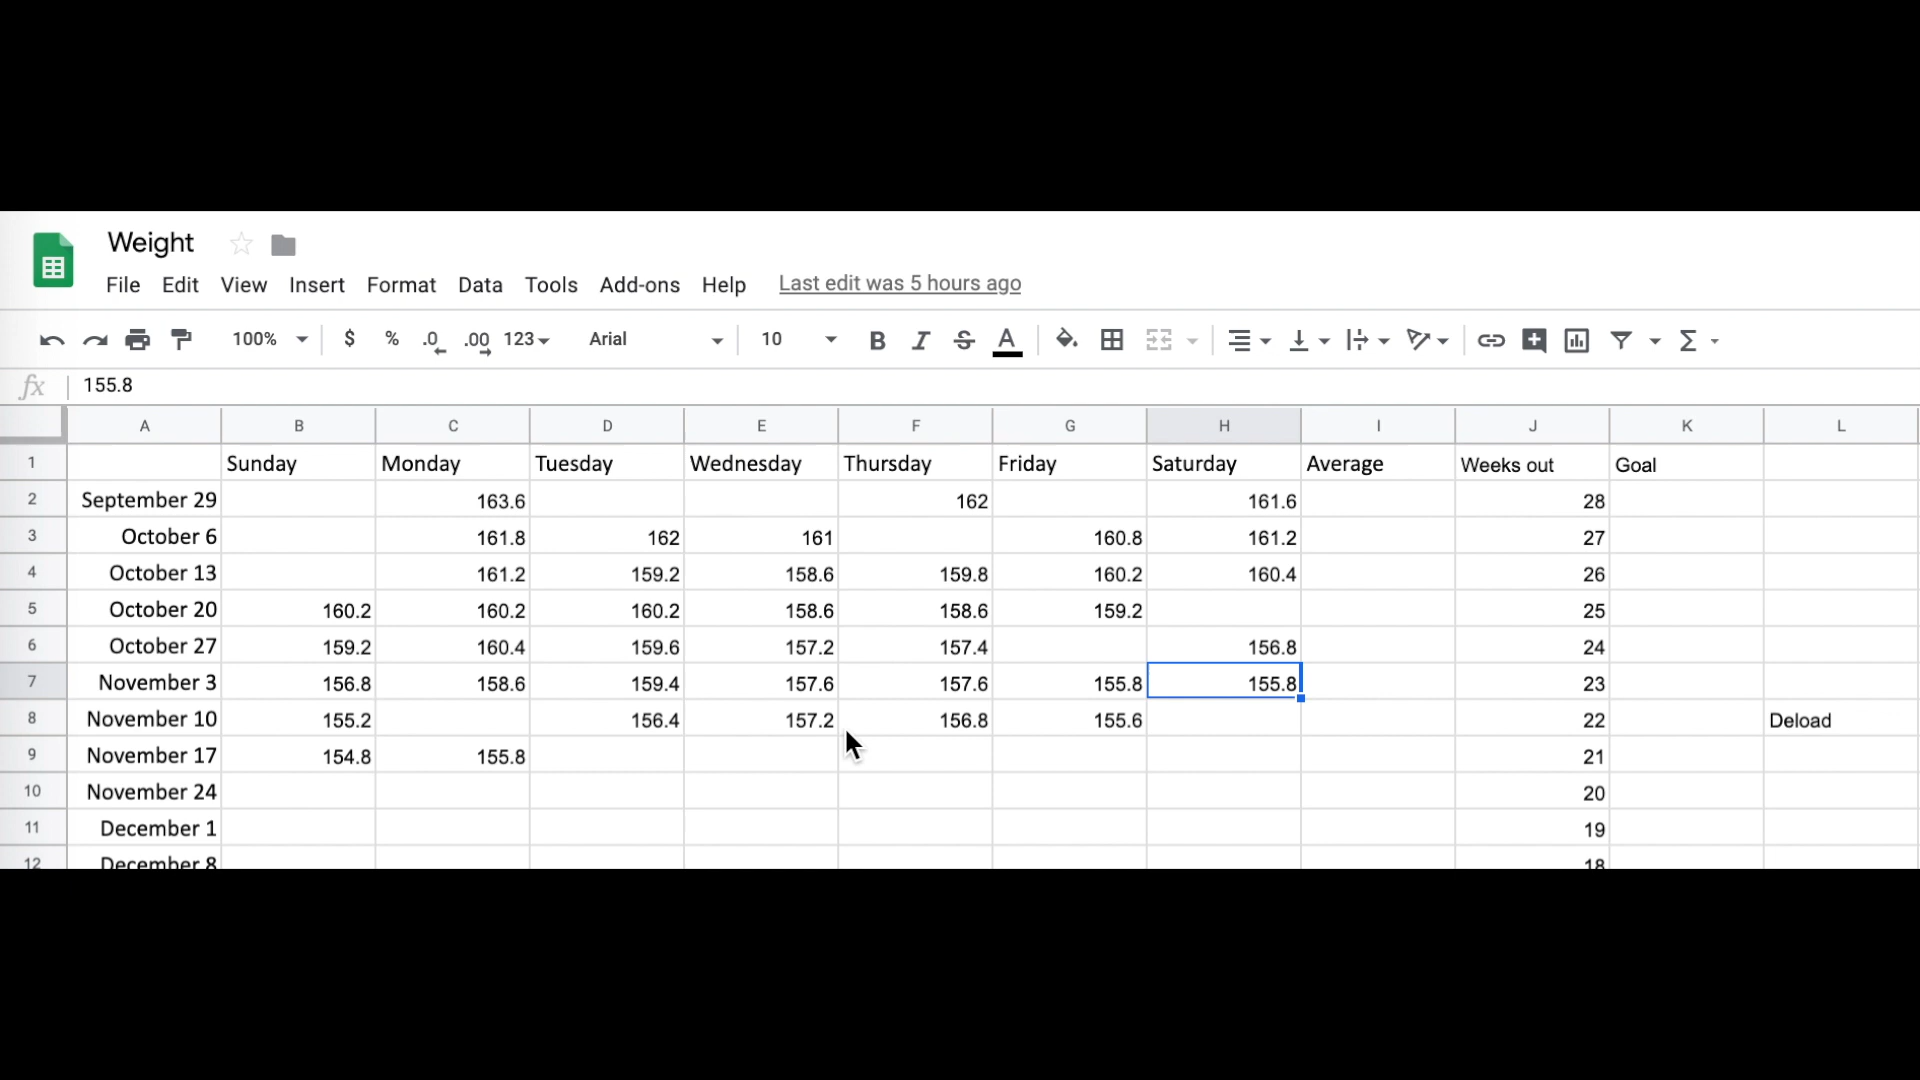 Weight
File Edit View Insert Format Data Tools Add-ons Help Last edit was 5 hours ago
100% $ % .0 .00 123 Arial 10 B I S A
fx 155.8
A B C D E F G H I J K L
1 Sunday Monday Tuesday Wednesday Thursday Friday Saturday Average Weeks out Goal
2 September 29 163.6 162 161.6 28
3 October 6 161.8 162 161 160.8 161.2 27
4 October 13 161.2 159.2 158.6 159.8 160.2 160.4 26
5 October 20 160.2 160.2 160.2 158.6 158.6 159.2 25
6 October 27 159.2 160.4 159.6 157.2 157.4 156.8 24
7 November 3 156.8 158.6 159.4 157.6 157.6 155.8 155.8 23
8 November 10 155.2 156.4 157.2 156.8 155.6 22 Deload
9 November 17 154.8 155.8 21
10 November 24 20
11 December 1 19
12 December 8 18